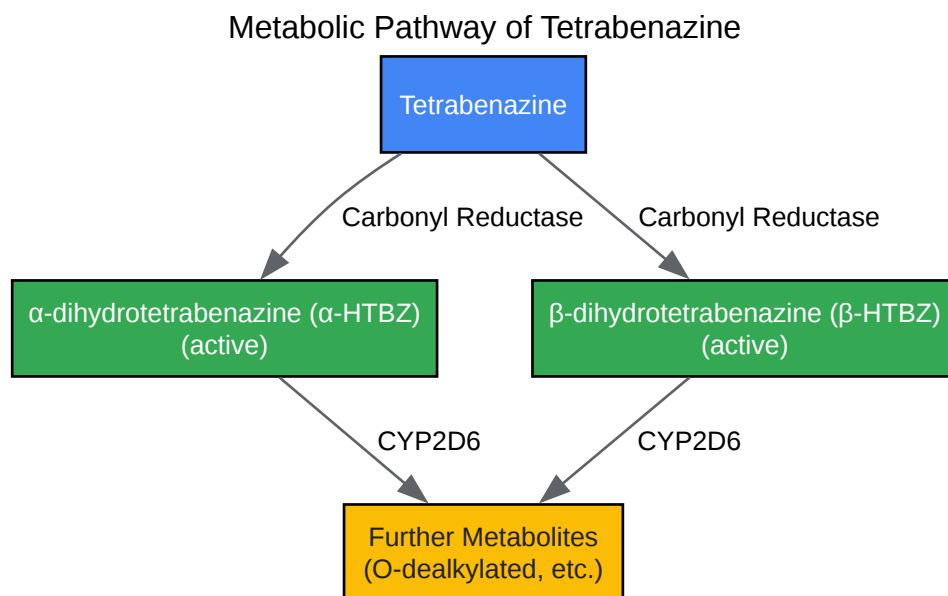 Metabolic Pathway of Tetrabenazine
Tetrabenazine
Carbonyl Reductase
Carbonyl Reductase
α-dihydrotetrabenazine (α-HTBZ)
(active)
β-dihydrotetrabenazine (β-HTBZ)
(active)
CYP2D6
CYP2D6
Further Metabolites
(O-dealkylated, etc.)